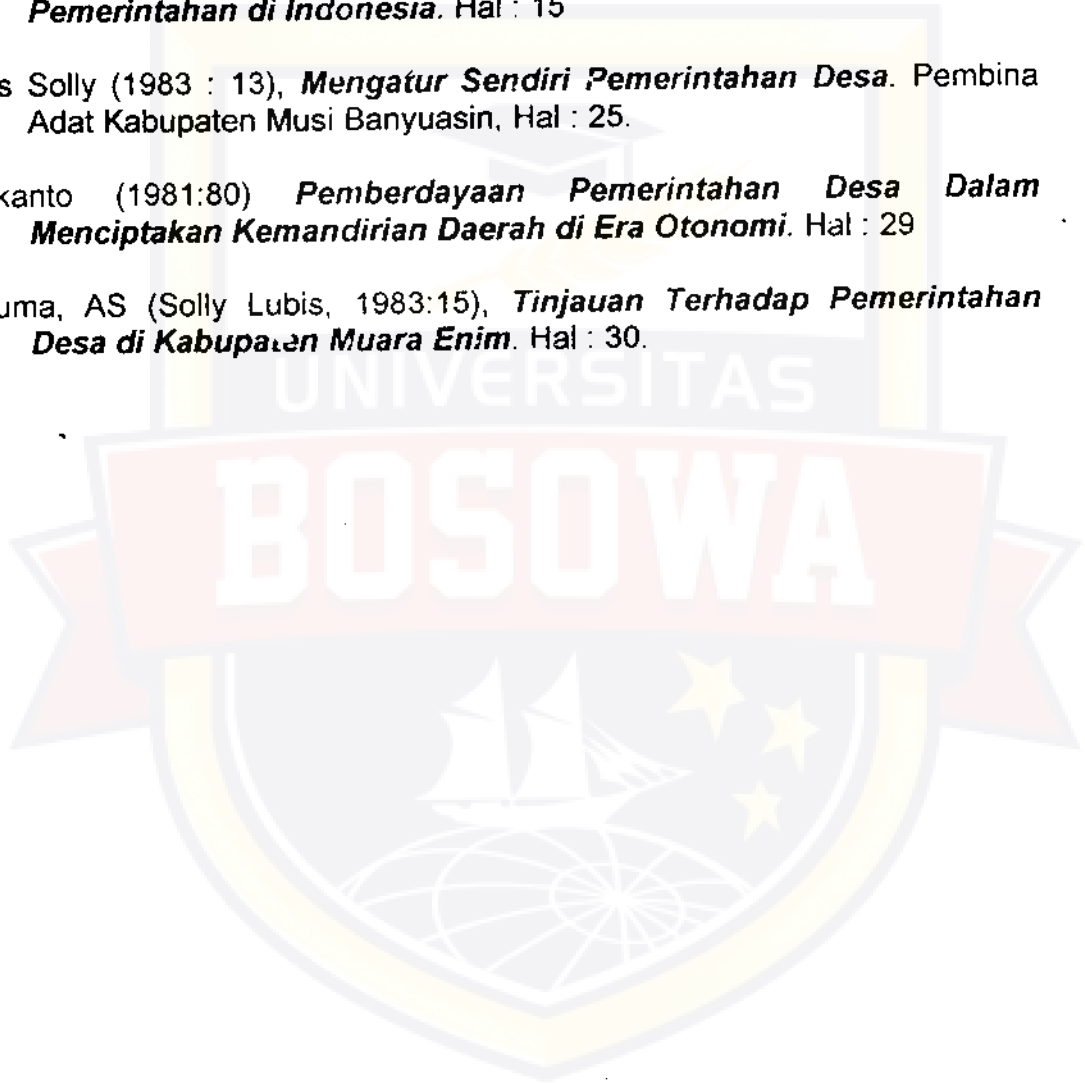 Pemerintahan di Indonesia. Hal : 15
s Solly (1983 : 13), Mengatur Sendiri Pemerintahan Desa. Pembina
Adat Kabupaten Musi Banyuasin, Hal : 25.
kanto (1981:80) Pemberdayaan Pemerintahan Desa Dalam
Menciptakan Kemandirian Daerah di Era Otonomi. Hal : 29
uma, AS (Solly Lubis, 1983:15), Tinjauan Terhadap Pemerintahan
Desa di Kabupaten Muara Enim. Hal : 30.
UNIVERSITAS
BOSOWA